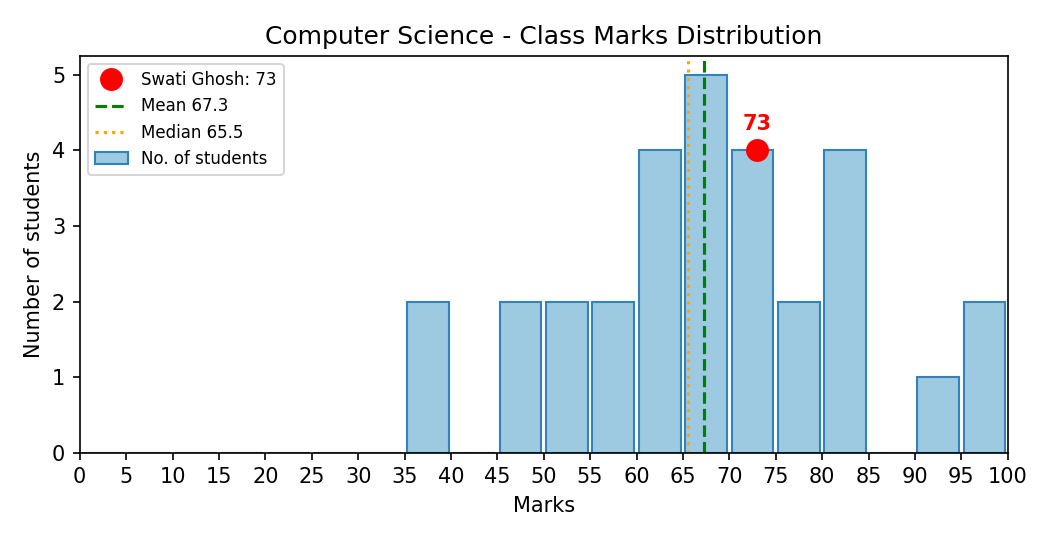 Computer Science - Class Marks Distribution
Swati Ghosh: 73
Mean 67.3
Median 65.5
No. of students
73
Number of students
5
4
3
2
1
0
0 5 10 15 20 25 30 35 40 45 50 55 60 65 70 75 80 85 90 95 100
Marks